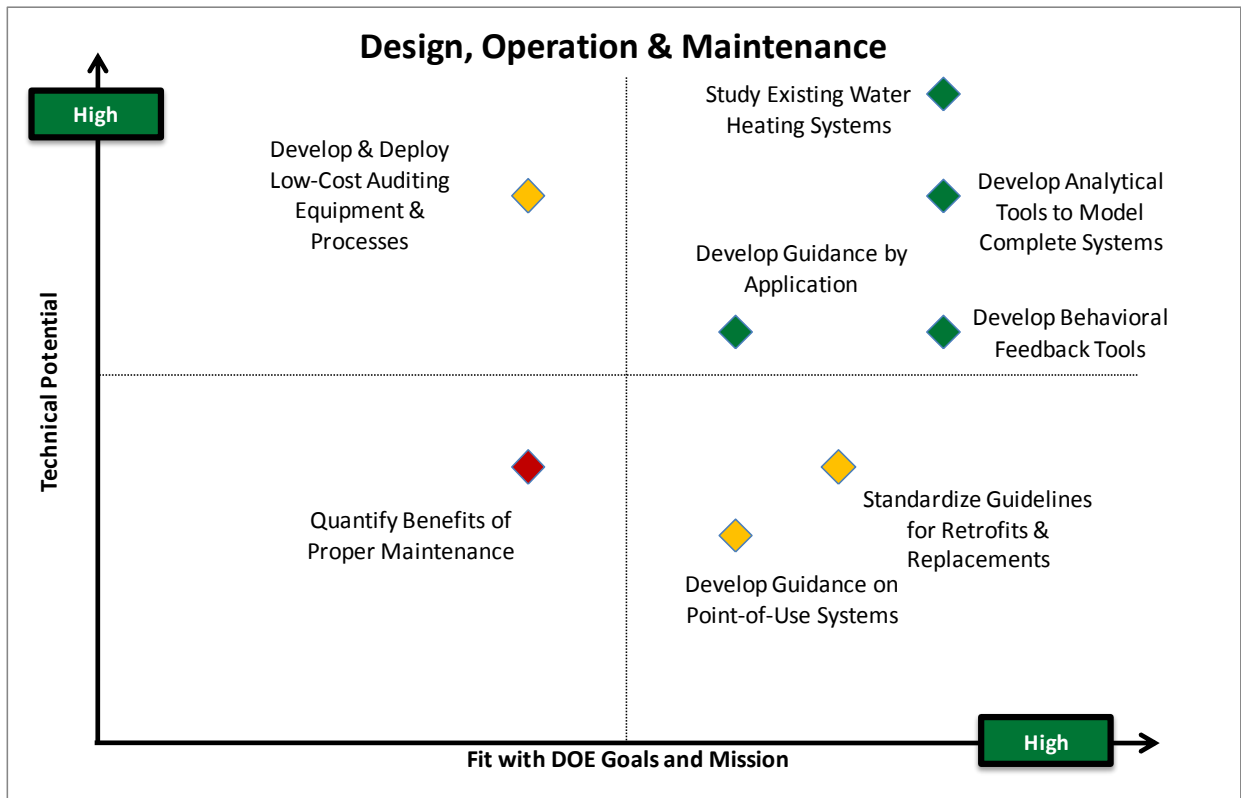 Design, Operation & Maintenance
High
Study Existing Water
Heating Systems
Develop & Deploy
Low-Cost Auditing
Equipment &
Processes
Develop Analytical
Tools to Model
Complete Systems
Develop Guidance by
Application
Develop Behavioral
Feedback Tools
Technical Potential
Quantify Benefits of
Proper Maintenance
Standardize Guidelines
for Retrofits &
Replacements
Develop Guidance on
Point-of-Use Systems
High
Fit with DOE Goals and Mission